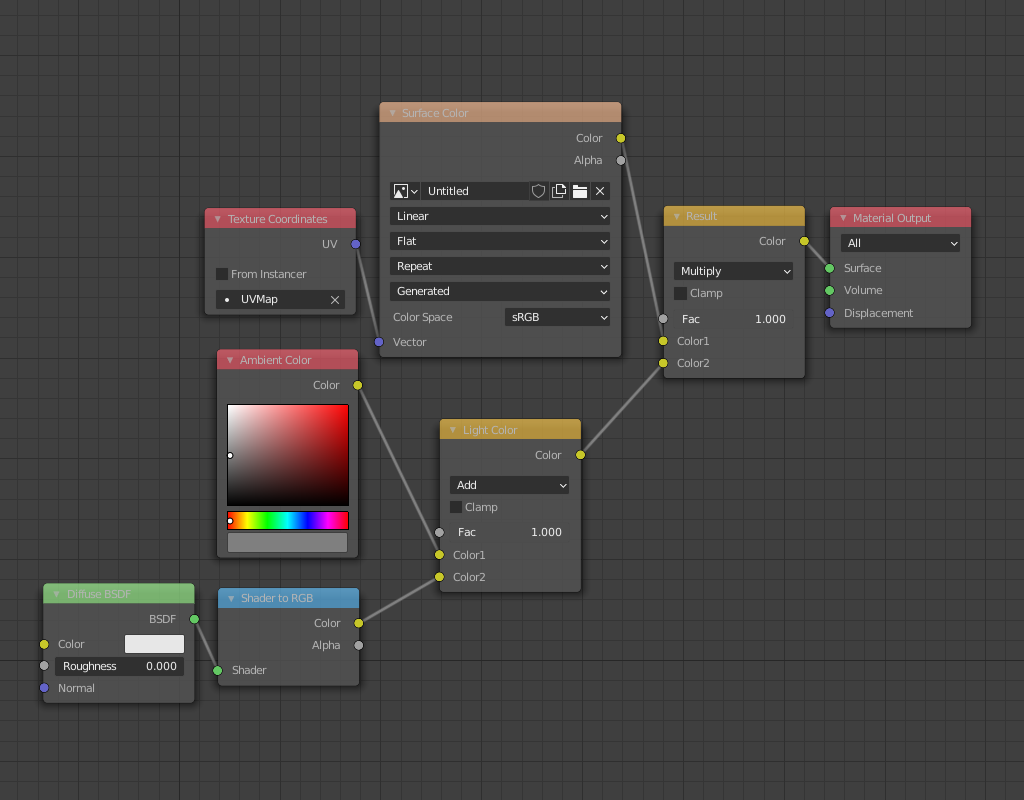 Surface Color
Color
Alpha
Untitled
Linear
Flat
Repeat
Generated
Color Space sRGB
Vector
Texture Coordinates
UV
From Instancer
UVMap
Result
Color
Multiply
Clamp
Fac 1.000
Color1
Color2
Material Output
All
Surface
Volume
Displacement
Ambient Color
Color
Light Color
Color
Add
Clamp
Fac 1.000
Color1
Color2
Diffuse BSDF
BSDF
Color
Roughness 0.000
Normal
Shader to RGB
Color
Alpha
Shader